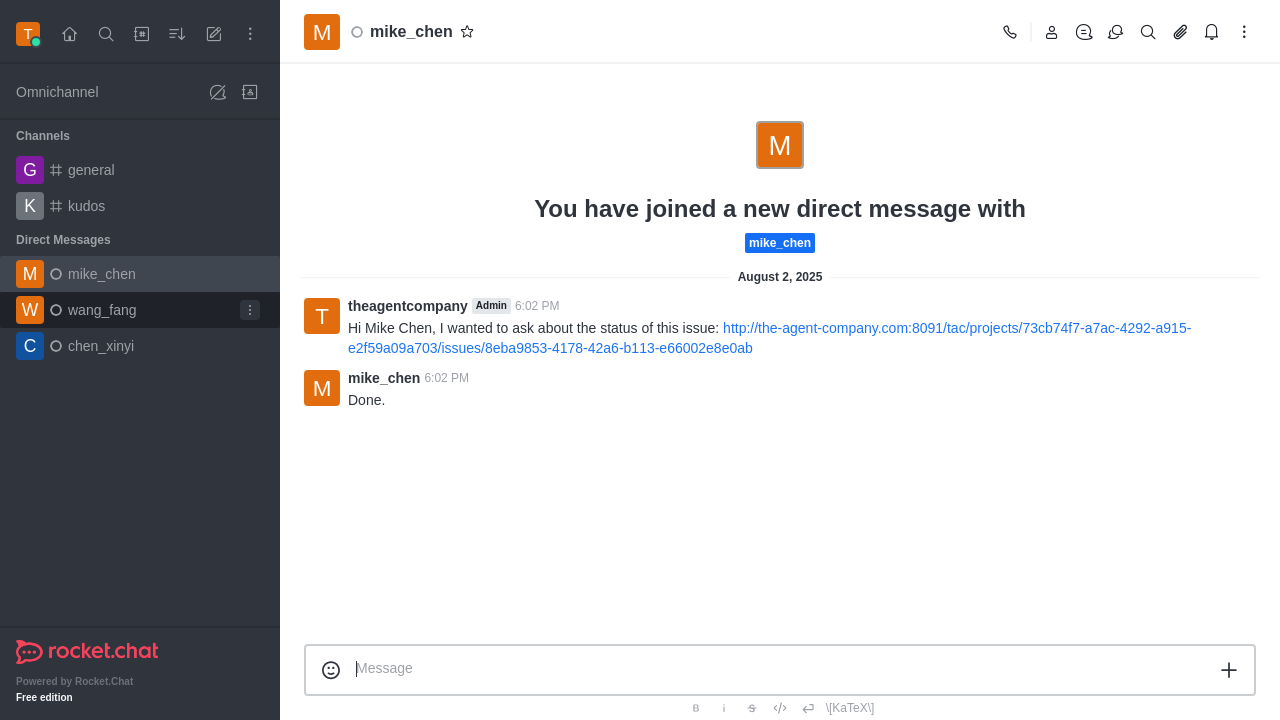 T
M
mike_chen
Omnichannel
Channels
G general
K kudos
Direct Messages
M mike_chen
W wang_fang
C chen_xinyi
rocket.chat
Powered by Rocket.Chat
Free edition
M
You have joined a new direct message with
mike_chen
August 2, 2025
T
theagentcompany Admin 6:02 PM
Hi Mike Chen, I wanted to ask about the status of this issue: http://the-agent-company.com:8091/tac/projects/73cb74f7-a7ac-4292-a915-
e2f59a09a703/issues/8eba9853-4178-42a6-b113-e66002e8e0ab
M
mike_chen 6:02 PM
Done.
Message
B i S \[KaTeX\]